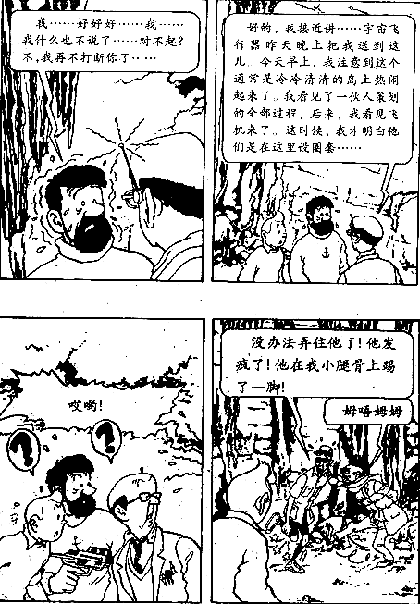 我……好好好……我……
我什么也不说了……对不起?
不,我再不打断你了……
好的,我接近讲……宇宙飞
行器昨天晚上把我送到这
儿。今天早上,我注意到这个
通常是冷冷清清的岛上热闹
起来了。我看见了一伙人策划
的全部过程,后来,我看见飞
机来了。这时候,我才明白他
们是在这里设圈套……
哎哟!
?
?
没办法弄住他了!他发
疯了!他在我小腿骨上踢
了一脚!
姆唔姆姆